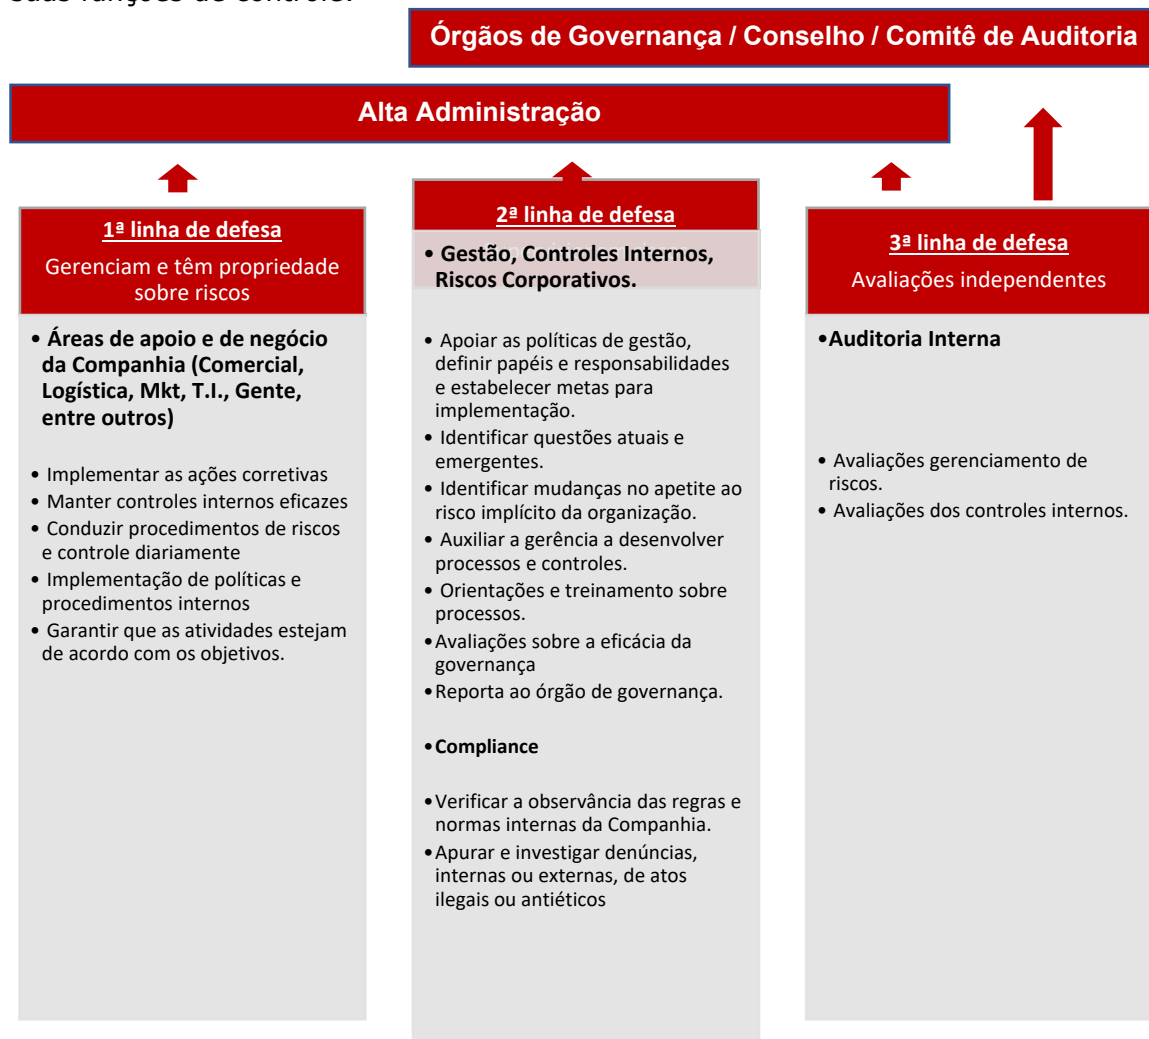 suas funções de controle.
Órgãos de Governança / Conselho / Comitê de Auditoria
Alta Administração
1ª linha de defesa
Gerenciam e têm propriedade
sobre riscos
• Áreas de apoio e de negócio
da Companhia (Comercial,
Logística, Mkt, T.I., Gente,
entre outros)
• Implementar as ações corretivas
• Manter controles internos eficazes
• Conduzir procedimentos de riscos
e controle diariamente
• Implementação de políticas e
procedimentos internos
• Garantir que as atividades estejam
de acordo com os objetivos.
2ª linha de defesa
• Gestão, Controles Internos,
Riscos Corporativos.
• Apoiar as políticas de gestão,
definir papéis e responsabilidades
e estabelecer metas para
implementação.
• Identificar questões atuais e
emergentes.
• Identificar mudanças no apetite ao
risco implícito da organização.
• Auxiliar a gerência a desenvolver
processos e controles.
• Orientações e treinamento sobre
processos.
•Avaliações sobre a eficácia da
governança
•Reporta ao órgão de governança.
•Compliance
•Verificar a observância das regras e
normas internas da Companhia.
•Apurar e investigar denúncias,
internas ou externas, de atos
ilegais ou antiéticos
3ª linha de defesa
Avaliações independentes
•Auditoria Interna
• Avaliações gerenciamento de
riscos.
• Avaliações dos controles internos.